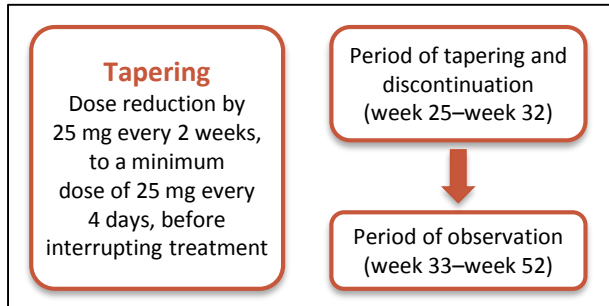 Tapering
Dose reduction by
25 mg every 2 weeks,
to a minimum
dose of 25 mg every
4 days, before
interrupting treatment
Period of tapering and
discontinuation
(week 25–week 32)
Period of observation
(week 33–week 52)